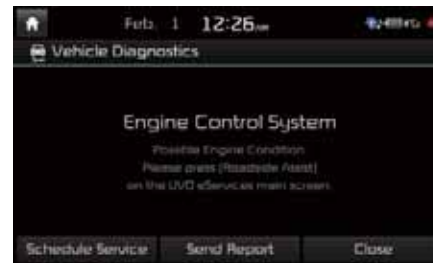 Feb. 1 12:26
Vehicle Diagnostics
Engine Control System
Possible Engine Condition
Please press [Roadside Assist]
on the UVO eServices main screen.
Schedule Service Send Report Close